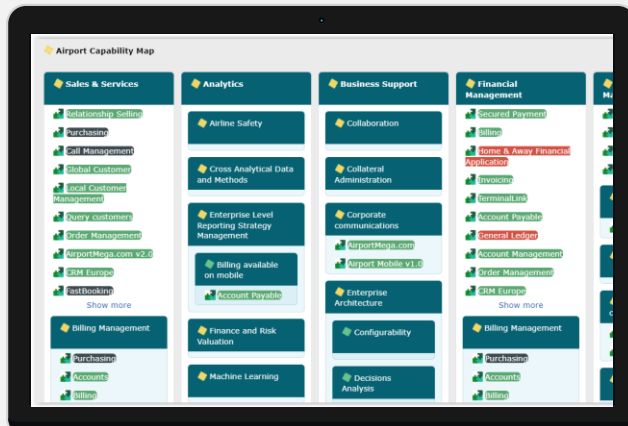 Airport Capability Map
Sales & Services
Relationship Selling
Purchasing
Call Management
Global Customer
Local Customer
Management
Query customers
Order Management
AirportMega.com v2.0
CRM Europe
FastBooking
Show more
Billing Management
Purchasing
Accounts
Billing
Analytics
Airline Safety
Cross Analytical Data
and Methods
Enterprise Level
Reporting Strategy
Management
Billing available
on mobile
Account Payable
Finance and Risk
Valuation
Machine Learning
Business Support
Collaboration
Collateral
Administration
Corporate
communications
AirportMega.com
Airport Mobile v1.0
Enterprise
Architecture
Configurability
Decisions
Analysis
Financial
Management
Secured Payment
Billing
Home & Away Financial
Application
Invoicing
TerminalLink
Account Payable
General Ledger
Account Management
Order Management
CRM Europe
Show more
Billing Management
Purchasing
Accounts
Billing